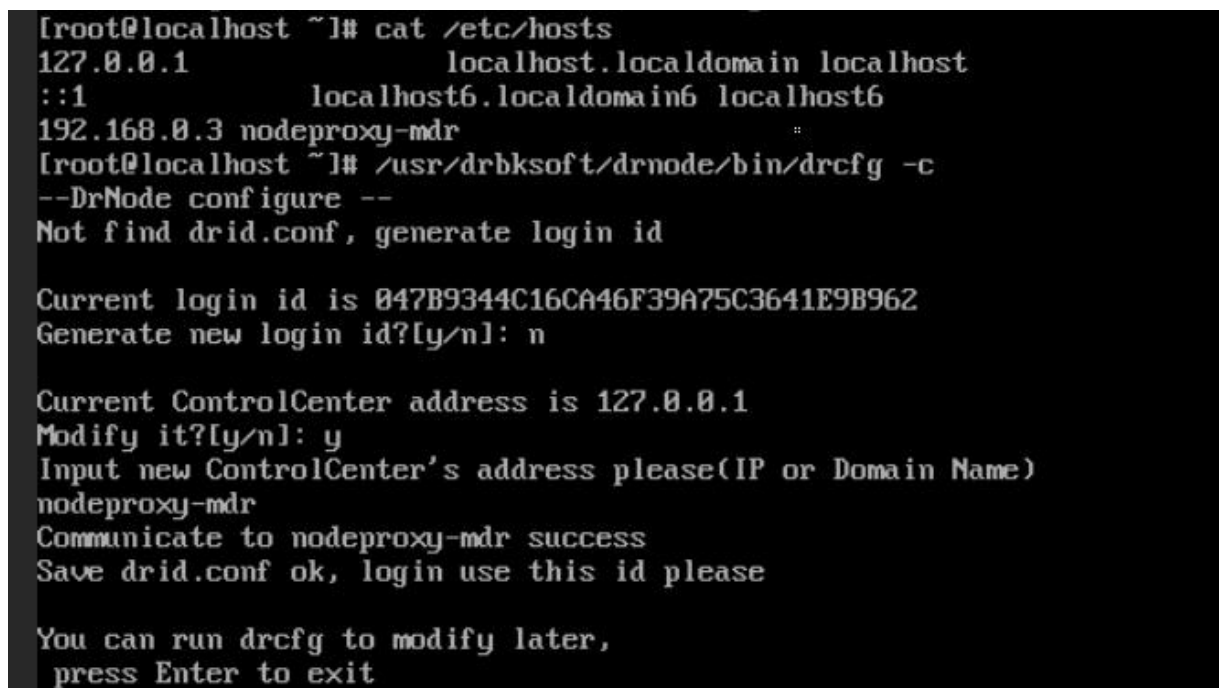 [root@localhost ~]# cat /etc/hosts
127.0.0.1 localhost.localdomain localhost
::1 localhost6.localdomain6 localhost6
192.168.0.3 nodeproxy-mdr
[root@localhost ~]# /usr/drbksoft/drnode/bin/drcfg -c
--DrNode configure --
Not find drid.conf, generate login id
Current login id is 047B9344C16CA46F39A75C3641E9B962
Generate new login id?[y/n]: n
Current ControlCenter address is 127.0.0.1
Modify it?[y/n]: y
Input new ControlCenter's address please(IP or Domain Name)
nodeproxy-mdr
Communicate to nodeproxy-mdr success
Save drid.conf ok, login use this id please
You can run drcfg to modify later,
press Enter to exit